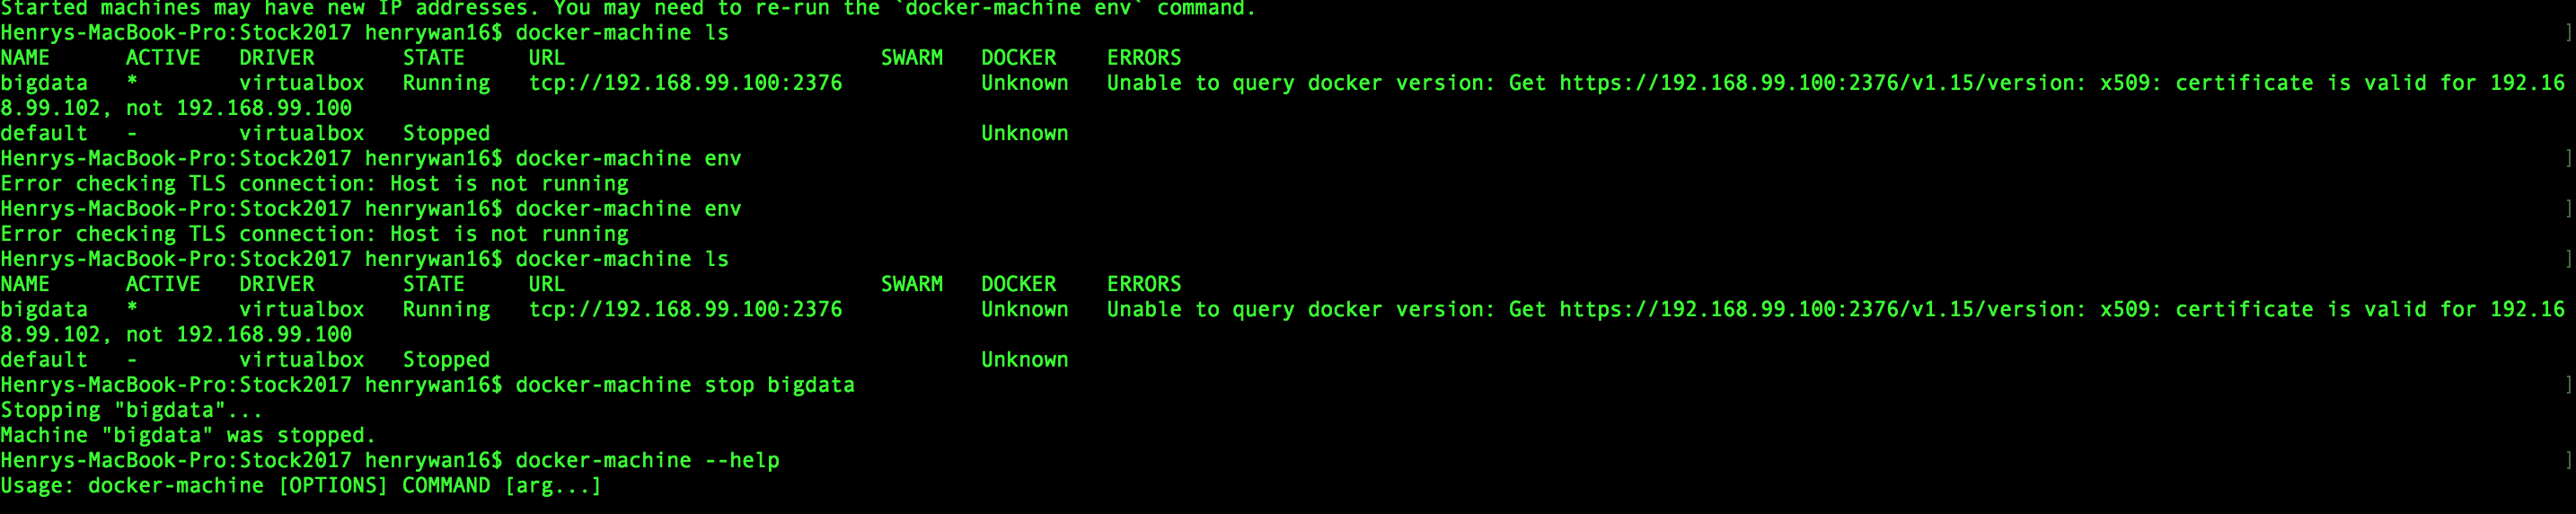 Started machines may have new IP addresses. You may need to re-run the `docker-machine env` command.
Henrys-MacBook-Pro:Stock2017 henrywan16$ docker-machine ls ]
NAME ACTIVE DRIVER STATE URL SWARM DOCKER ERRORS
bigdata * virtualbox Running tcp://192.168.99.100:2376 Unknown Unable to query docker version: Get https://192.168.99.100:2376/v1.15/version: x509: certificate is valid for 192.16
8.99.102, not 192.168.99.100
default - virtualbox Stopped Unknown
Henrys-MacBook-Pro:Stock2017 henrywan16$ docker-machine env ]
Error checking TLS connection: Host is not running
Henrys-MacBook-Pro:Stock2017 henrywan16$ docker-machine env ]
Error checking TLS connection: Host is not running
Henrys-MacBook-Pro:Stock2017 henrywan16$ docker-machine ls ]
NAME ACTIVE DRIVER STATE URL SWARM DOCKER ERRORS
bigdata * virtualbox Running tcp://192.168.99.100:2376 Unknown Unable to query docker version: Get https://192.168.99.100:2376/v1.15/version: x509: certificate is valid for 192.16
8.99.102, not 192.168.99.100
default - virtualbox Stopped Unknown
Henrys-MacBook-Pro:Stock2017 henrywan16$ docker-machine stop bigdata ]
Stopping "bigdata"...
Machine "bigdata" was stopped.
Henrys-MacBook-Pro:Stock2017 henrywan16$ docker-machine --help ]
Usage: docker-machine [OPTIONS] COMMAND [arg...]